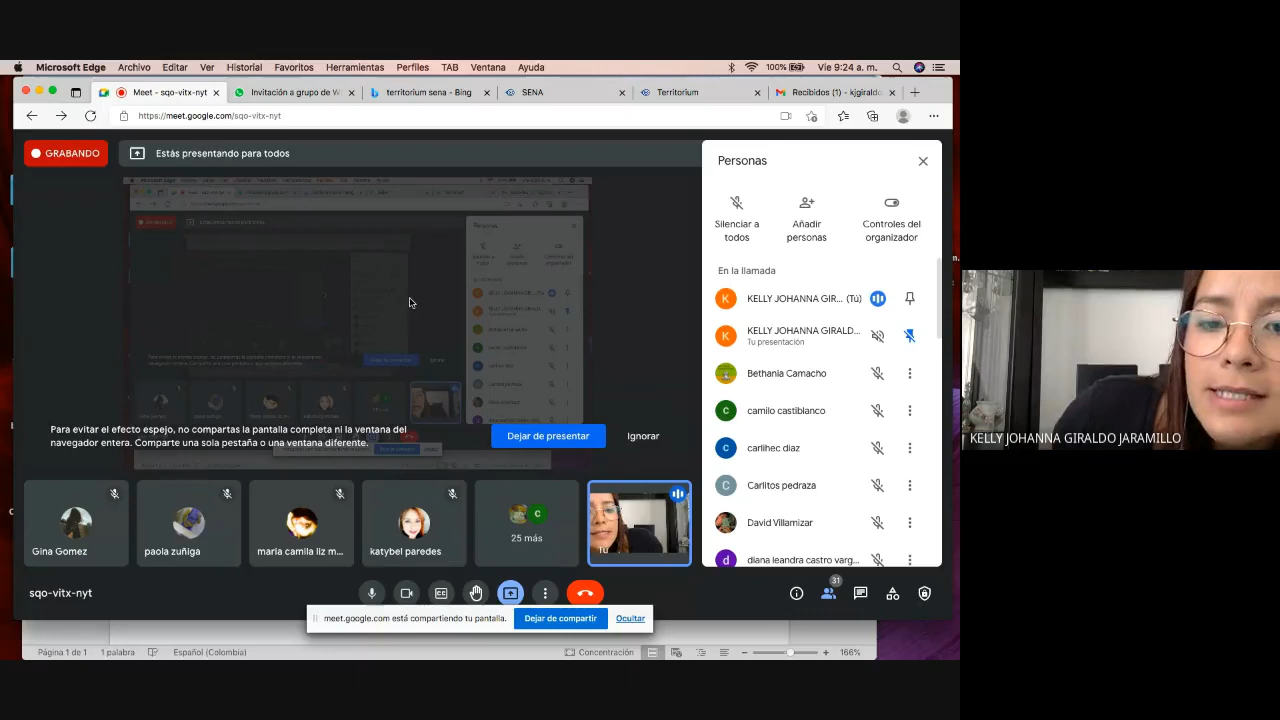 Microsoft Edge Archivo Editar Ver Historial Favoritos Herramientas Perfiles TAB Ventana Ayuda 100% Vie 9:24 a. m.
Meet - sqo-vitx-nyt Invitación a grupo de W territorium sena - Bing SENA Territorium Recibidos (1) - kjgiraldo
https://meet.google.com/sqo-vitx-nyt
GRABANDO
Estás presentando para todos
Personas
Silenciar a todos
Añadir personas
Controles del organizador
En la llamada
K KELLY JOHANNA GIR... (Tú)
K KELLY JOHANNA GIRALD...
Tu presentación
Bethania Camacho
c camilo castiblanco
c carlihec diaz
C Carlitos pedraza
David Villamizar
d diana leandra castro varg...
Para evitar el efecto espejo, no compartas la pantalla completa ni la ventana del
navegador entera. Comparte una sola pestaña o una ventana diferente.
Dejar de presentar
Ignorar
Gina Gomez
paola zuñiga
maria camila liz m...
katybel paredes
C
25 más
Tú
sqo-vitx-nyt
31
meet.google.com está compartiendo tu pantalla.
Dejar de compartir
Ocultar
Página 1 de 1 1 palabra Español (Colombia) Concentración 166%
KELLY JOHANNA GIRALDO JARAMILLO